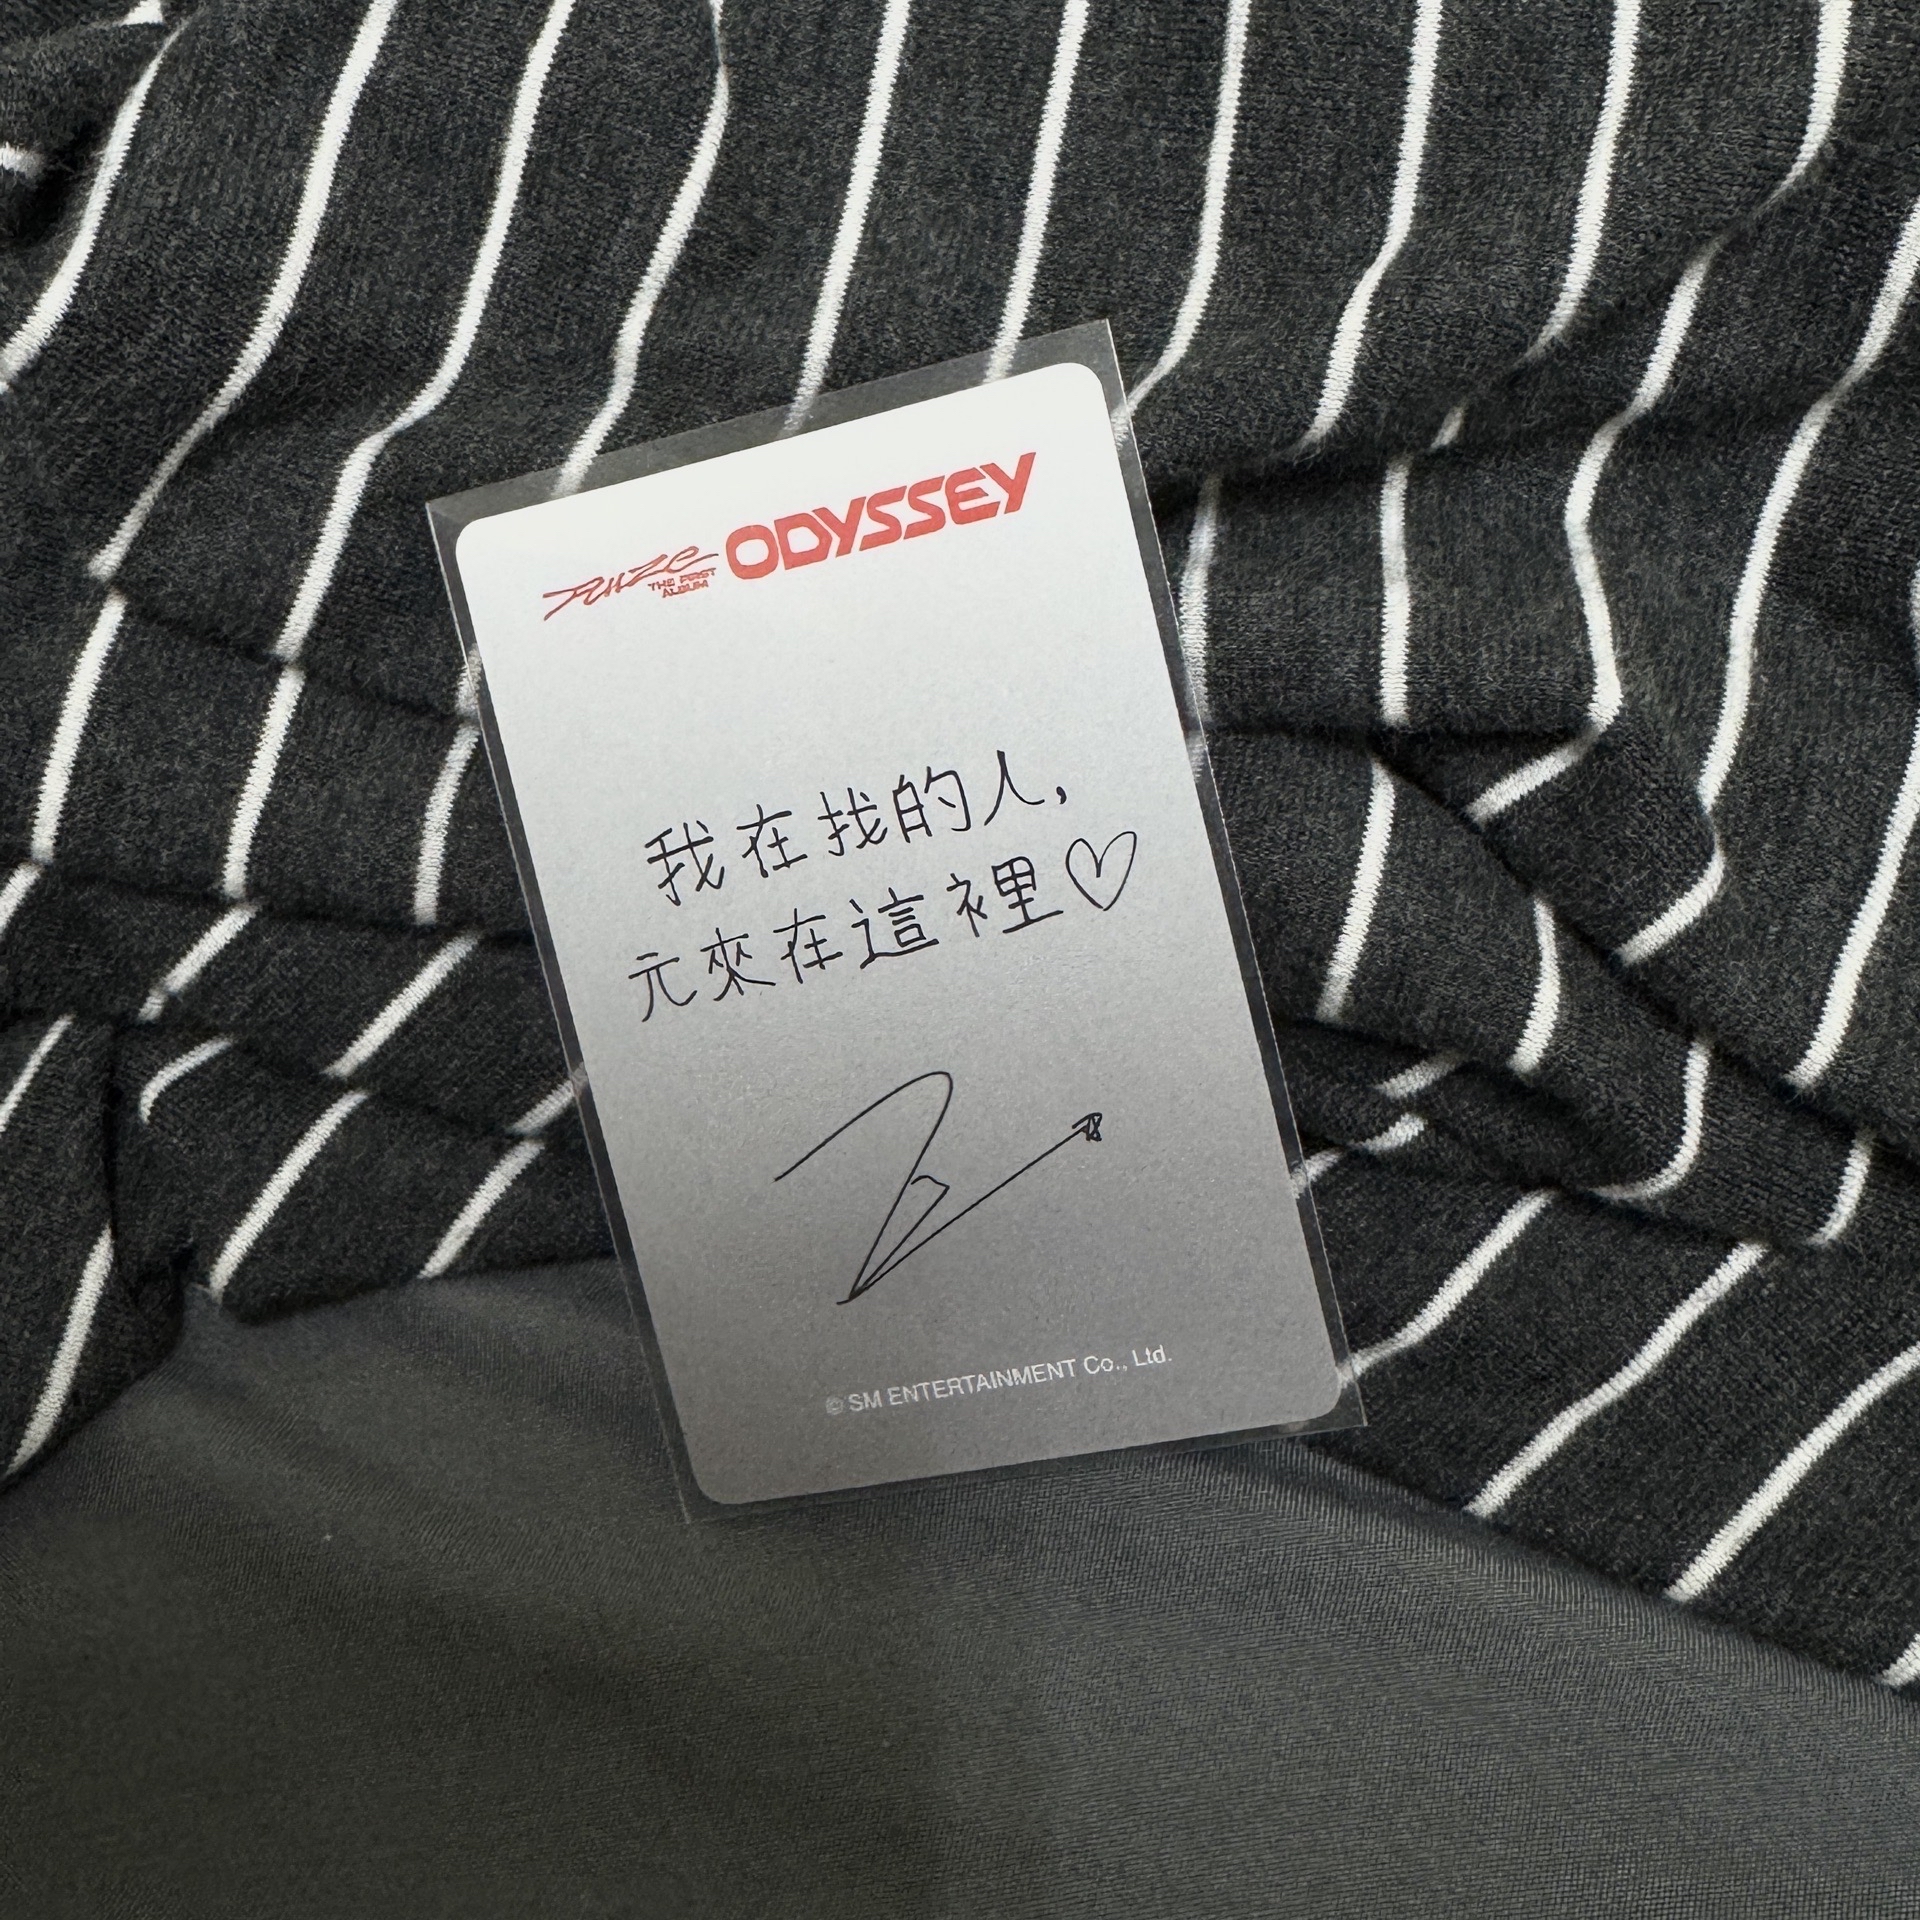 RIIZE THE FIRST ALBUM ODYSSEY
我在找的人,
元來在這裡♡
© SM ENTERTAINMENT Co., Ltd.